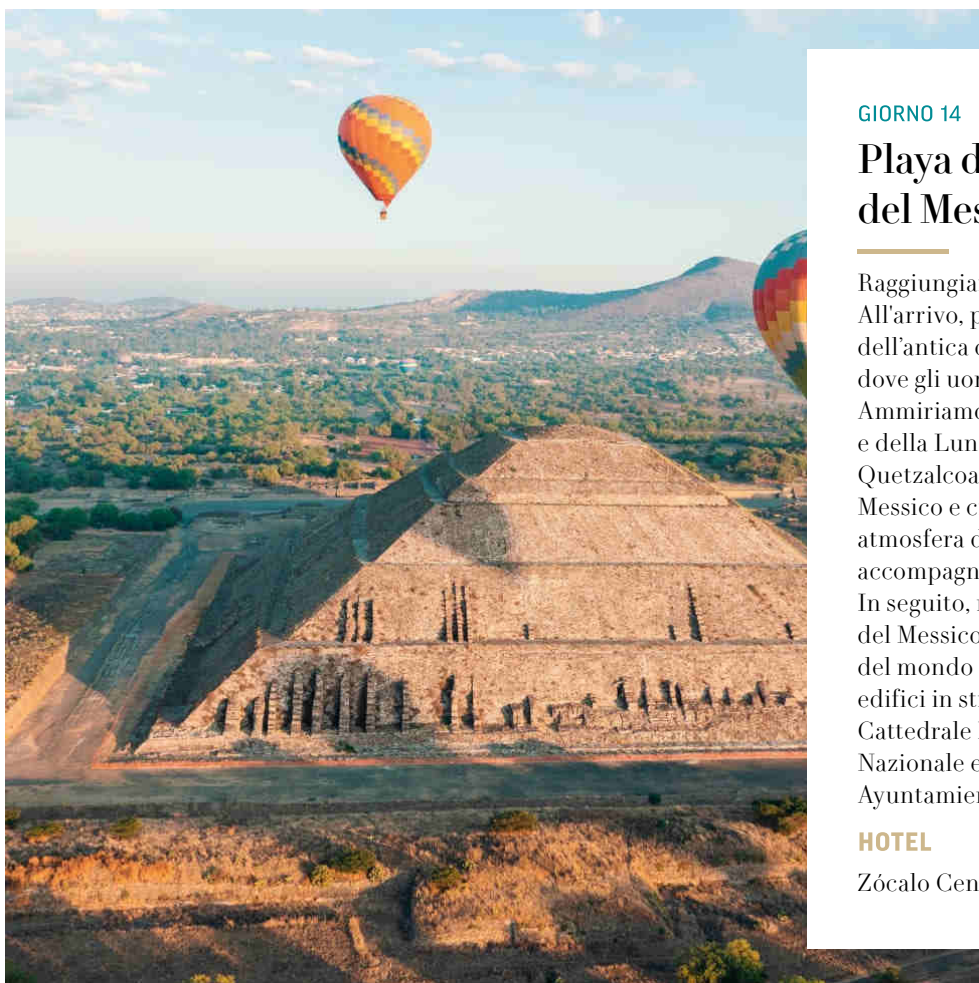 GIORNO 14
Playa d
del Mes
Raggiungia
All'arrivo, p
dell’antica c
dove gli uon
Ammiriamo
e della Lun
Quetzalcoa
Messico e c
atmosfera d
accompagn
In seguito,
del Messico
del mondo
edifici in st
Cattedrale
Nazionale e
Ayuntamien
HOTEL
Zócalo Cen